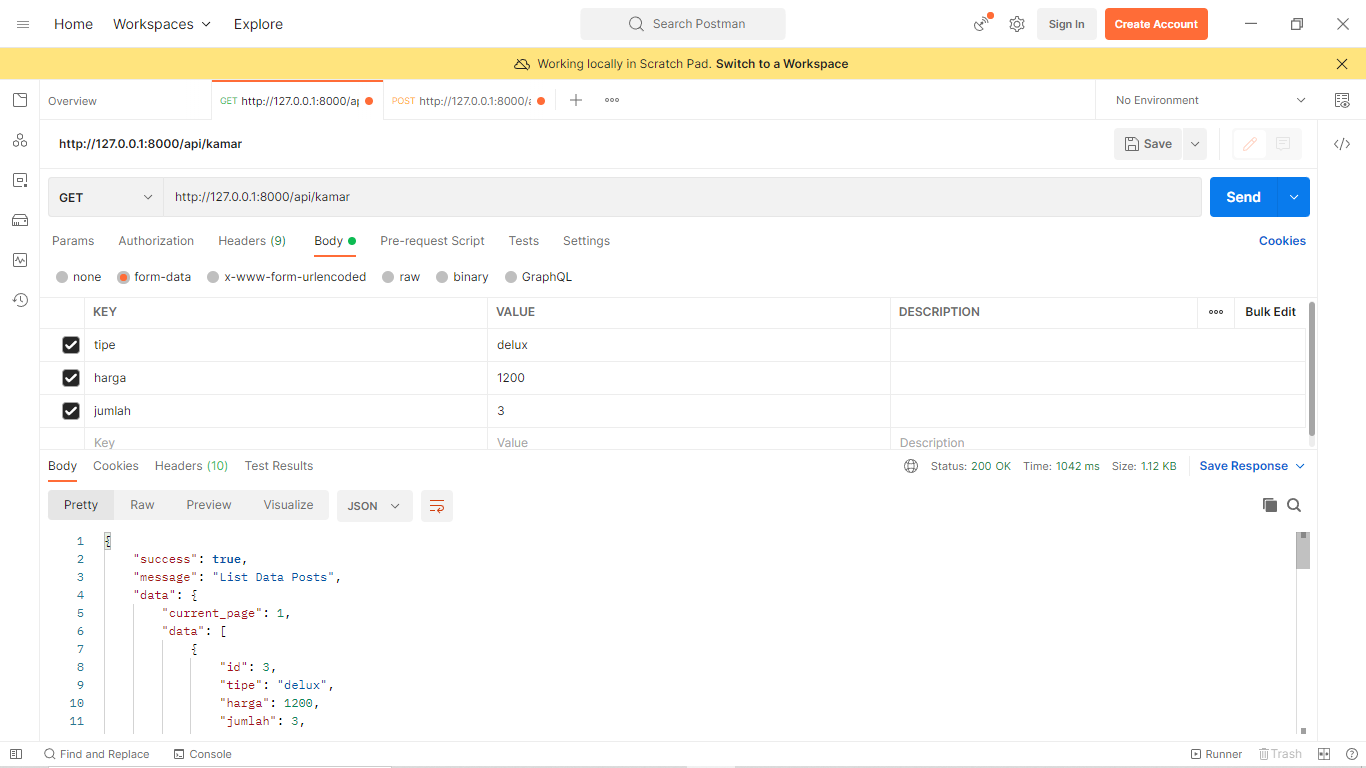 Home Workspaces Explore Search Postman Sign In Create Account
Working locally in Scratch Pad. Switch to a Workspace
Overview GET http://127.0.0.1:8000/ap POST http://127.0.0.1:8000/a No Environment
http://127.0.0.1:8000/api/kamar Save
GET http://127.0.0.1:8000/api/kamar Send
Params Authorization Headers (9) Body Pre-request Script Tests Settings Cookies
none form-data x-www-form-urlencoded raw binary GraphQL
KEY VALUE DESCRIPTION Bulk Edit
tipe delux
harga 1200
jumlah 3
Key Value Description
Body Cookies Headers (10) Test Results Status: 200 OK Time: 1042 ms Size: 1.12 KB Save Response
Pretty Raw Preview Visualize JSON
1 {
2 "success": true,
3 "message": "List Data Posts",
4 "data": {
5 "current_page": 1,
6 "data": [
7 {
8 "id": 3,
9 "tipe": "delux",
10 "harga": 1200,
11 "jumlah": 3,
Find and Replace Console Runner Trash